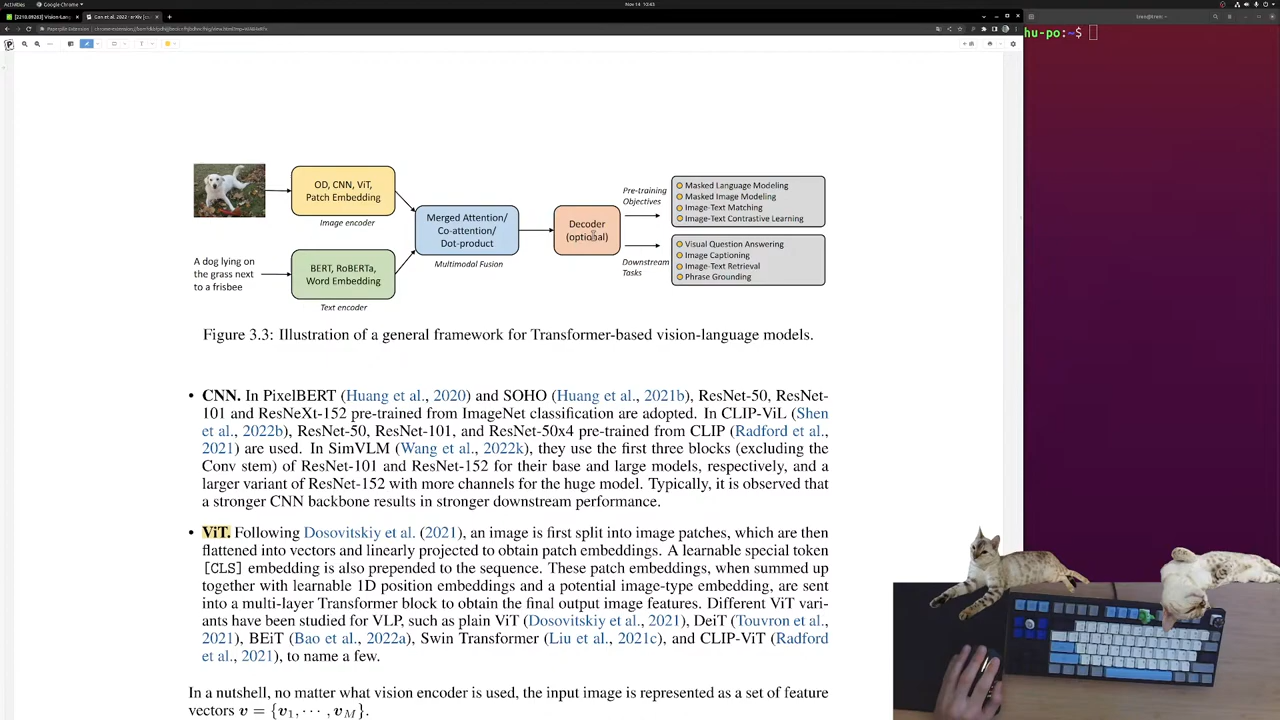 Activities
Google Chrome
Nov 14 10:43
Gan et al. 2022 - arXiv
hu-po:~$
OD, CNN, ViT,
Patch Embedding
Image encoder
A dog lying on
the grass next
to a frisbee
BERT, RoBERTa,
Word Embedding
Text encoder
Merged Attention/
Co-attention/
Dot-product
Multimodal Fusion
Decoder
(optional)
Pre-training
Objectives
Masked Language Modeling
Masked Image Modeling
Image-Text Matching
Image-Text Contrastive Learning
Downstream
Tasks
Visual Question Answering
Image Captioning
Image-Text Retrieval
Phrase Grounding
Figure 3.3: Illustration of a general framework for Transformer-based vision-language models.
• CNN. In PixelBERT (Huang et al., 2020) and SOHO (Huang et al., 2021b), ResNet-50, ResNet-
101 and ResNeXt-152 pre-trained from ImageNet classification are adopted. In CLIP-ViL (Shen
et al., 2022b), ResNet-50, ResNet-101, and ResNet-50x4 pre-trained from CLIP (Radford et al.,
2021) are used. In SimVLM (Wang et al., 2022k), they use the first three blocks (excluding the
Conv stem) of ResNet-101 and ResNet-152 for their base and large models, respectively, and a
larger variant of ResNet-152 with more channels for the huge model. Typically, it is observed that
a stronger CNN backbone results in stronger downstream performance.
• ViT. Following Dosovitskiy et al. (2021), an image is first split into image patches, which are then
flattened into vectors and linearly projected to obtain patch embeddings. A learnable special token
[CLS] embedding is also prepended to the sequence. These patch embeddings, when summed up
together with learnable 1D position embeddings and a potential image-type embedding, are sent
into a multi-layer Transformer block to obtain the final output image features. Different ViT vari-
ants have been studied for VLP, such as plain ViT (Dosovitskiy et al., 2021), DeiT (Touvron et al.,
2021), BEiT (Bao et al., 2022a), Swin Transformer (Liu et al., 2021c), and CLIP-ViT (Radford
et al., 2021), to name a few.
In a nutshell, no matter what vision encoder is used, the input image is represented as a set of feature
vectors v = {v1, · · · , vM}.